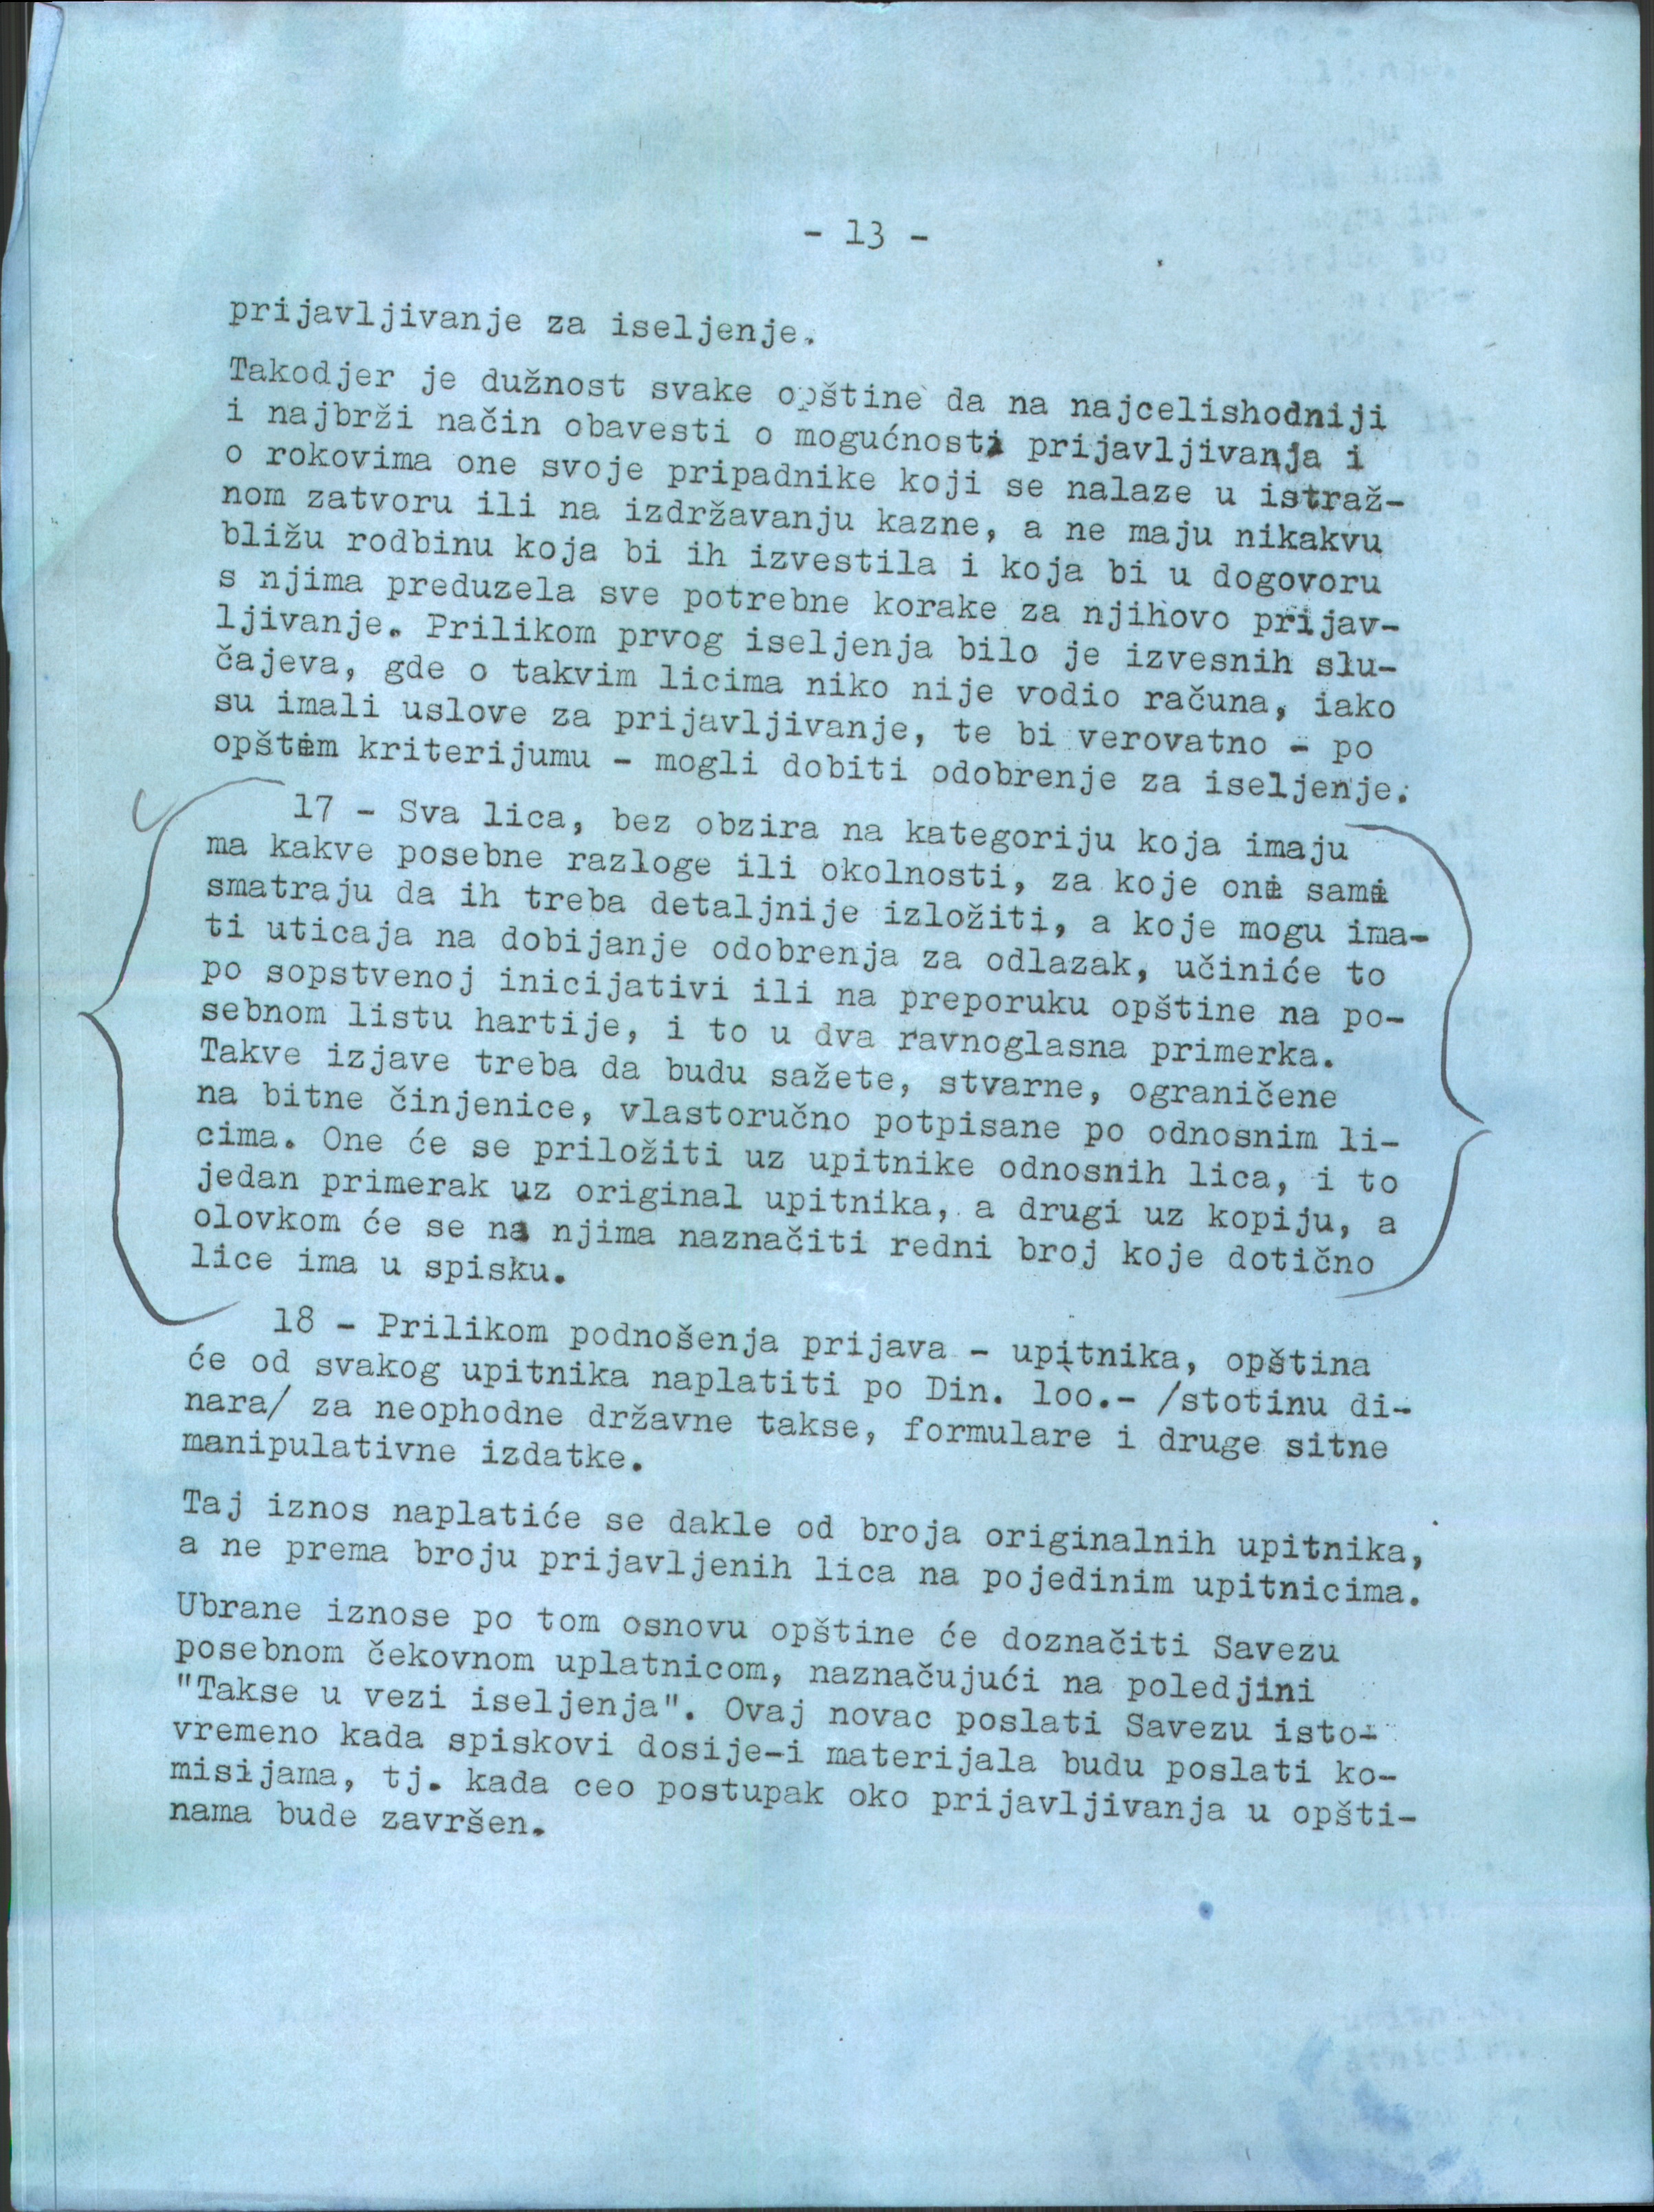 - 13 -
prijavljivanje za iseljenje.
Takodjer je dužnost svake opštine da na najcelishodniji
i najbrži način obavesti o mogućnosti prijavljivanja i
o rokovima one svoje pripadnike koji se nalaze u istraž-
nom zatvoru ili na izdržavanju kazne, a ne maju nikakvu
bližu rodbinu koja bi ih izvestila i koja bi u dogovoru
s njima preduzela sve potrebne korake za njihovo prijav-
ljivanje. Prilikom prvog iseljenja bilo je izvesnih slu-
čajeva, gde o takvim licima niko nije vodio računa, iako
su imali uslove za prijavljivanje, te bi verovatno - po
opštem kriterijumu - mogli dobiti odobrenje za iseljenje.
17 - Sva lica, bez obzira na kategoriju koja imaju
ma kakve posebne razloge ili okolnosti, za koje oni sami
smatraju da ih treba detaljnije izložiti, a koje mogu ima-
ti uticaja na dobijanje odobrenja za odlazak, učiniće to
po sopstvenoj inicijativi ili na preporuku opštine na po-
sebnom listu hartije, i to u dva ravnoglasna primerka.
Takve izjave treba da budu sažete, stvarne, ograničene
na bitne činjenice, vlastoručno potpisane po odnosnim li-
cima. One će se priložiti uz upitnike odnosnih lica, i to
jedan primerak uz original upitnika, a drugi uz kopiju, a
olovkom će se na njima naznačiti redni broj koje dotično
lice ima u spisku.
18 - Prilikom podnošenja prijava - upitnika, opština
će od svakog upitnika naplatiti po Din. loo.- /stotinu di-
nara/ za neophodne državne takse, formulare i druge sitne
manipulativne izdatke.
Taj iznos naplatiće se dakle od broja originalnih upitnika,
a ne prema broju prijavljenih lica na pojedinim upitnicima.
Ubrane iznose po tom osnovu opštine će doznačiti Savezu
posebnom čekovnom uplatnicom, naznačujući na poledjini
"Takse u vezi iseljenja". Ovaj novac poslati Savezu isto-
vremeno kada spiskovi dosije-i materijala budu poslati ko-
misijama, tj. kada ceo postupak oko prijavljivanja u opšti-
nama bude završen.